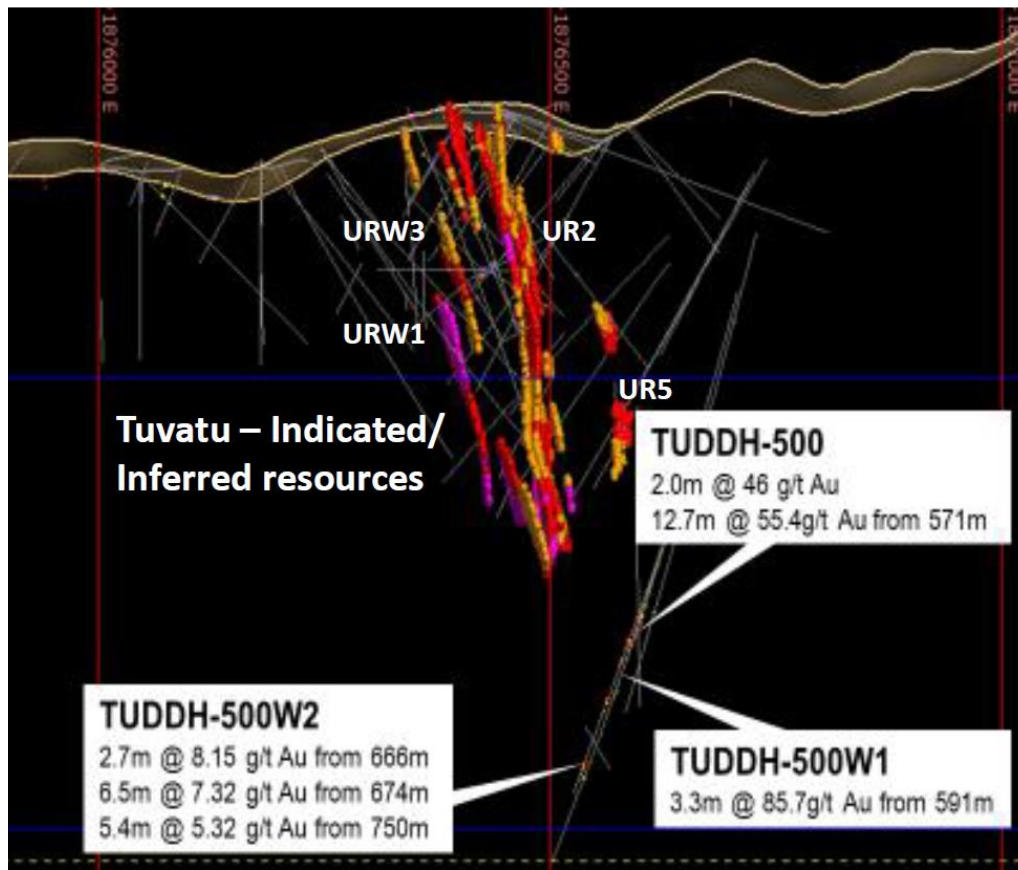 1876000 E
1876500 E
URW3
UR2
URW1
UR5
Tuvatu – Indicated/
Inferred resources
TUDDH-500
2.0m @ 46 g/t Au
12.7m @ 55.4g/t Au from 571m
TUDDH-500W2
2.7m @ 8.15 g/t Au from 666m
6.5m @ 7.32 g/t Au from 674m
5.4m @ 5.32 g/t Au from 750m
TUDDH-500W1
3.3m @ 85.7g/t Au from 591m